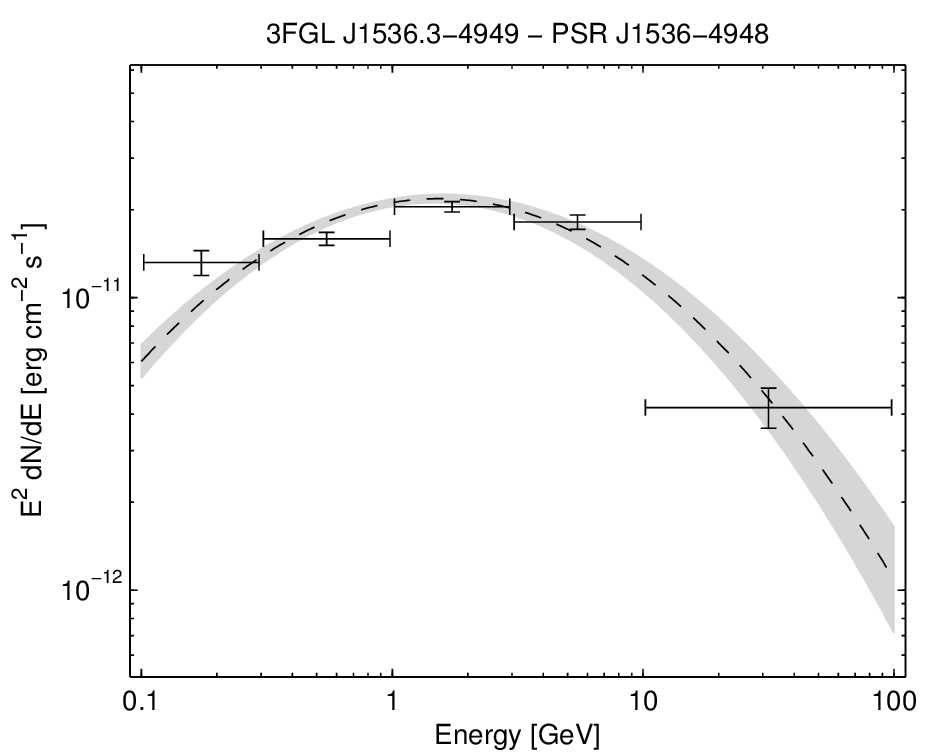 3FGL J1536.3−4949 − PSR J1536−4948
E² dN/dE [erg cm⁻² s⁻¹]
10⁻¹¹
10⁻¹²
0.1 1 10 100
Energy [GeV]